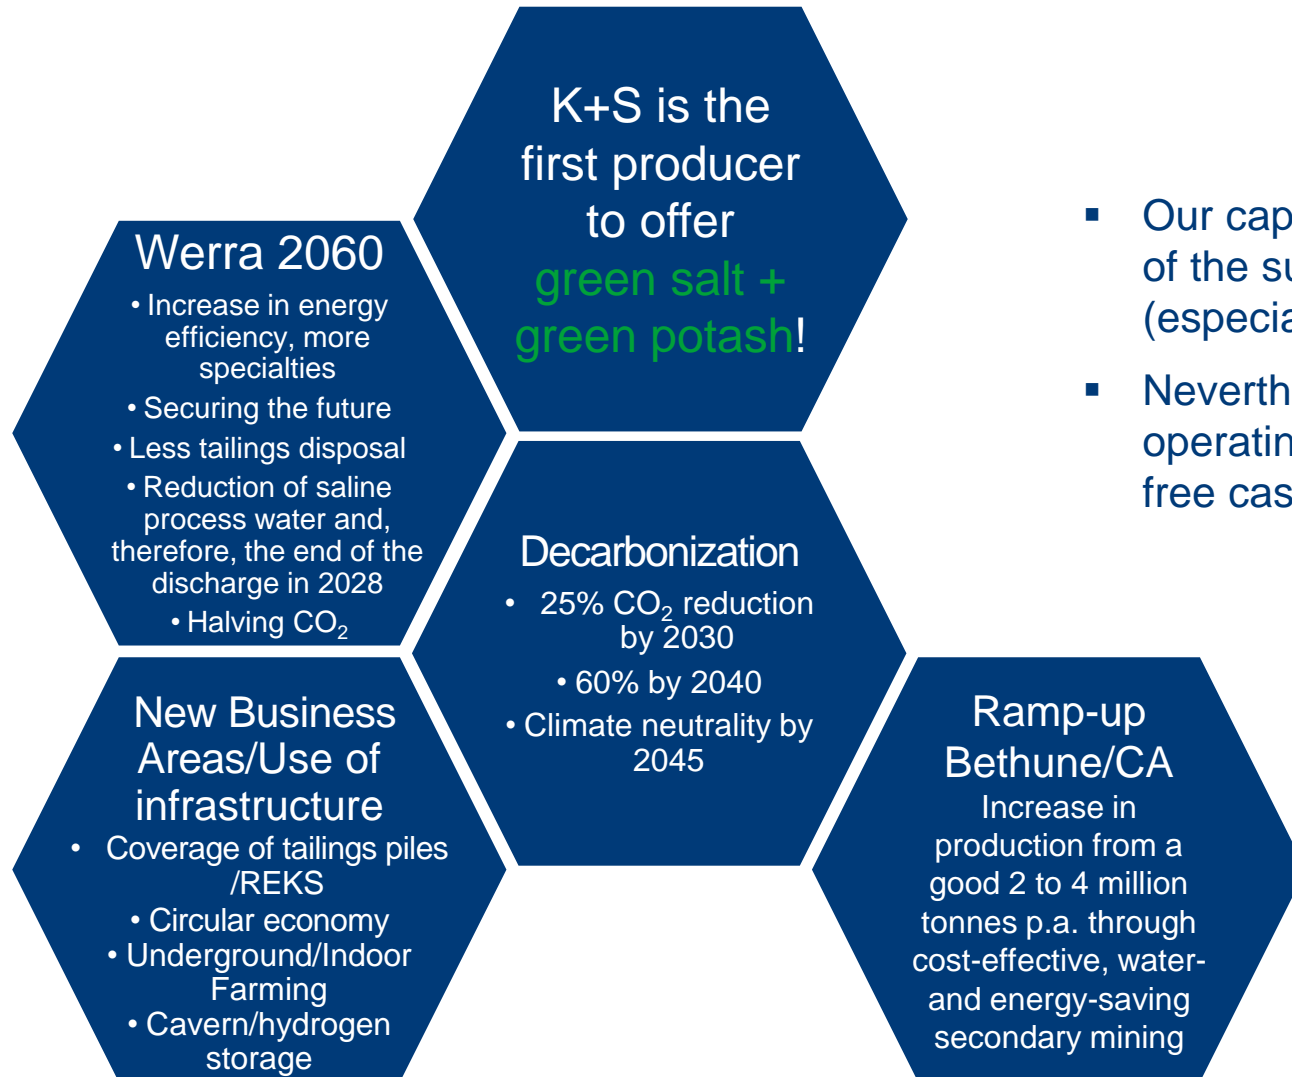 K+S is the
first producer
to offer
green salt +
green potash!
Werra 2060
• Increase in energy
efficiency, more
specialties
• Securing the future
• Less tailings disposal
• Reduction of saline
process water and,
therefore, the end of the
discharge in 2028
• Halving CO₂
Decarbonization
• 25% CO₂ reduction
by 2030
• 60% by 2040
• Climate neutrality by
2045
New Business
Areas/Use of
infrastructure
• Coverage of tailings piles
/REKS
• Circular economy
• Underground/Indoor
Farming
• Cavern/hydrogen
storage
Ramp-up
Bethune/CA
Increase in
production from a
good 2 to 4 million
tonnes p.a. through
cost-effective, water-
and energy-saving
secondary mining
▪ Our cap
of the su
(especia
▪ Neverth
operatin
free cas